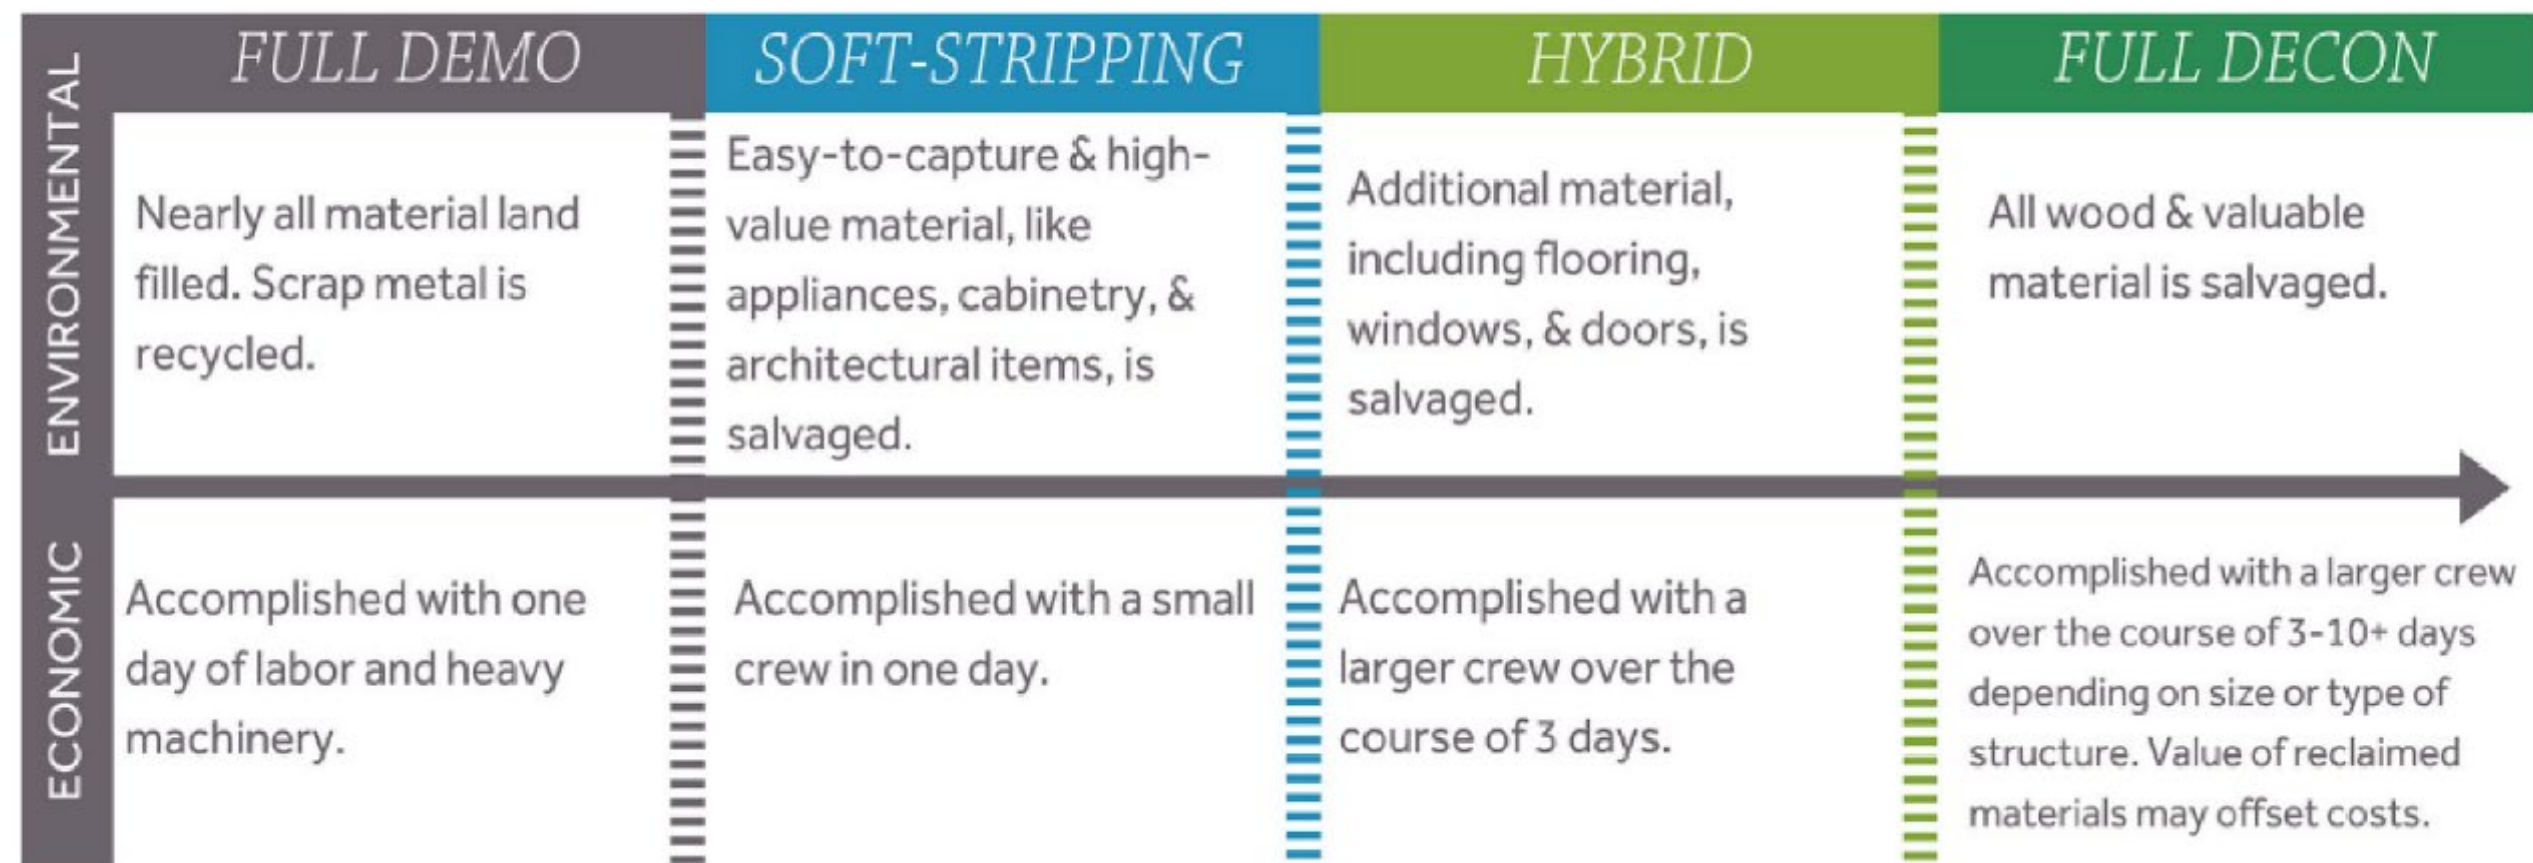 FULL DEMO
SOFT-STRIPPING
HYBRID
FULL DECON
ENVIRONMENTAL
Nearly all material land
filled. Scrap metal is
recycled.
Easy-to-capture & high-
value material, like
appliances, cabinetry, &
architectural items, is
salvaged.
Additional material,
including flooring,
windows, & doors, is
salvaged.
All wood & valuable
material is salvaged.
ECONOMIC
Accomplished with one
day of labor and heavy
machinery.
Accomplished with a small
crew in one day.
Accomplished with a
larger crew over the
course of 3 days.
Accomplished with a larger crew
over the course of 3-10+ days
depending on size or type of
structure. Value of reclaimed
materials may offset costs.